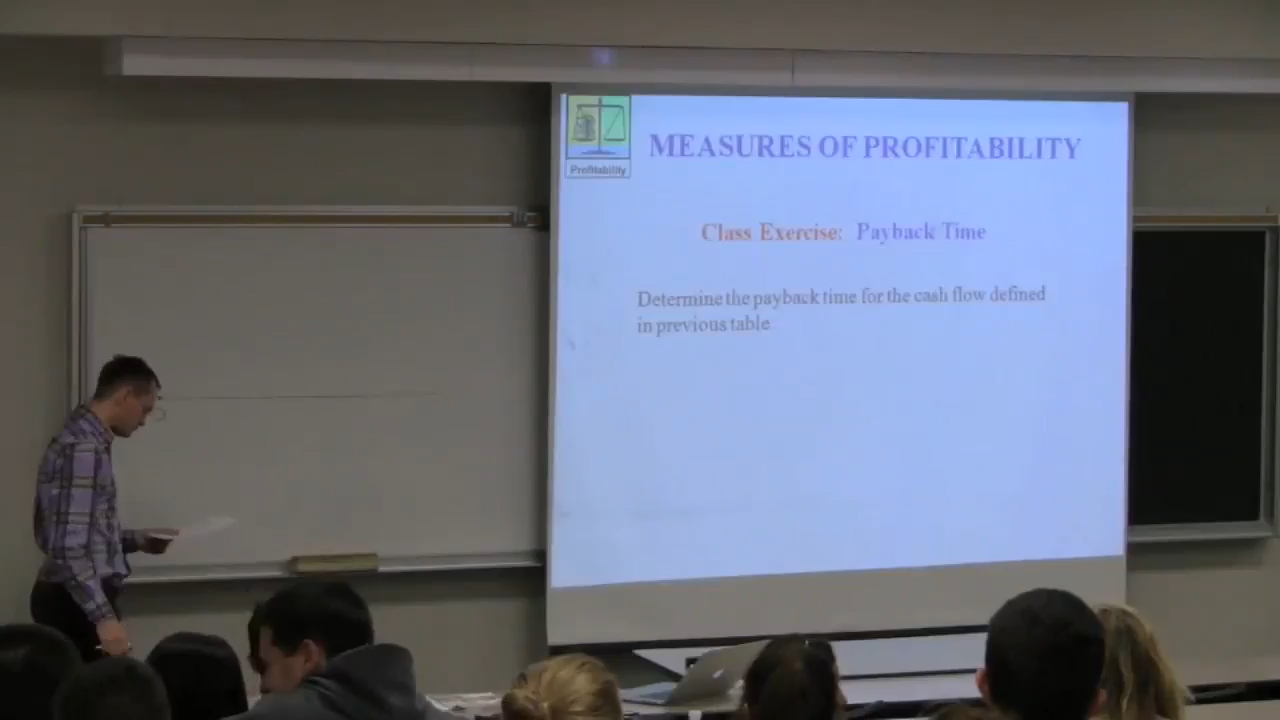 MEASURES OF PROFITABILITY
Profitability
Class Exercise: Payback Time
Determine the payback time for the cash flow defined
in previous table